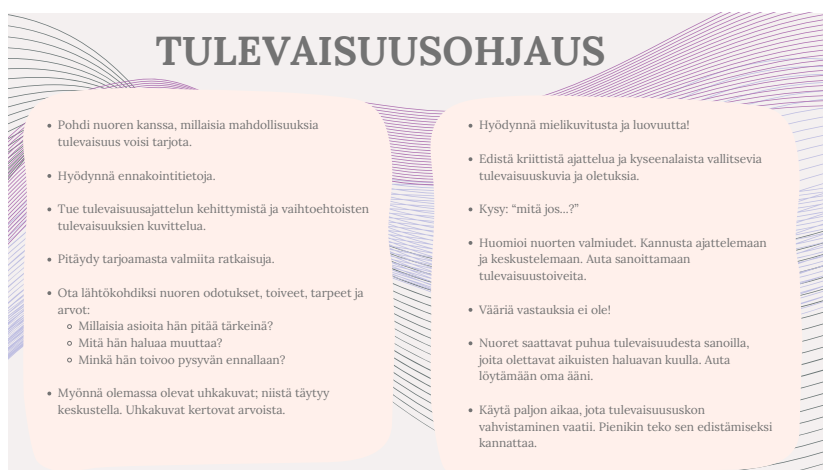 TULEVAISUUSOHJAUS
• Pohdi nuoren kanssa, millaisia mahdollisuuksia
tulevaisuus voisi tarjota.
• Hyödynnä ennakointitietoja.
• Tue tulevaisuusajattelun kehittymistä ja vaihtoehtoisten
tulevaisuuksien kuvittelua.
• Pitäydy tarjoamasta valmiita ratkaisuja.
• Ota lähtökohdiksi nuoren odotukset, toiveet, tarpeet ja
arvot:
◦ Millaisia asioita hän pitää tärkeinä?
◦ Mitä hän haluaa muuttaa?
◦ Minkä hän toivoo pysyvän ennallaan?
• Myönnä olemassa olevat uhkakuvat; niistä täytyy
keskustella. Uhkakuvat kertovat arvoista.
• Hyödynnä mielikuvitusta ja luovuutta!
• Edistä kriittistä ajattelua ja kyseenalaista vallitsevia
tulevaisuuskuvia ja oletuksia.
• Kysy: “mitä jos...?”
• Huomioi nuorten valmiudet. Kannusta ajattelemaan
ja keskustelemaan. Auta sanoittamaan
tulevaisuustoiveita.
• Vääriä vastauksia ei ole!
• Nuoret saattavat puhua tulevaisuudesta sanoilla,
joita olettavat aikuisten haluavan kuulla. Auta
löytämään oma ääni.
• Käytä paljon aikaa, jota tulevaisuususkon
vahvistaminen vaatii. Pienikin teko sen edistämiseksi
kannattaa.